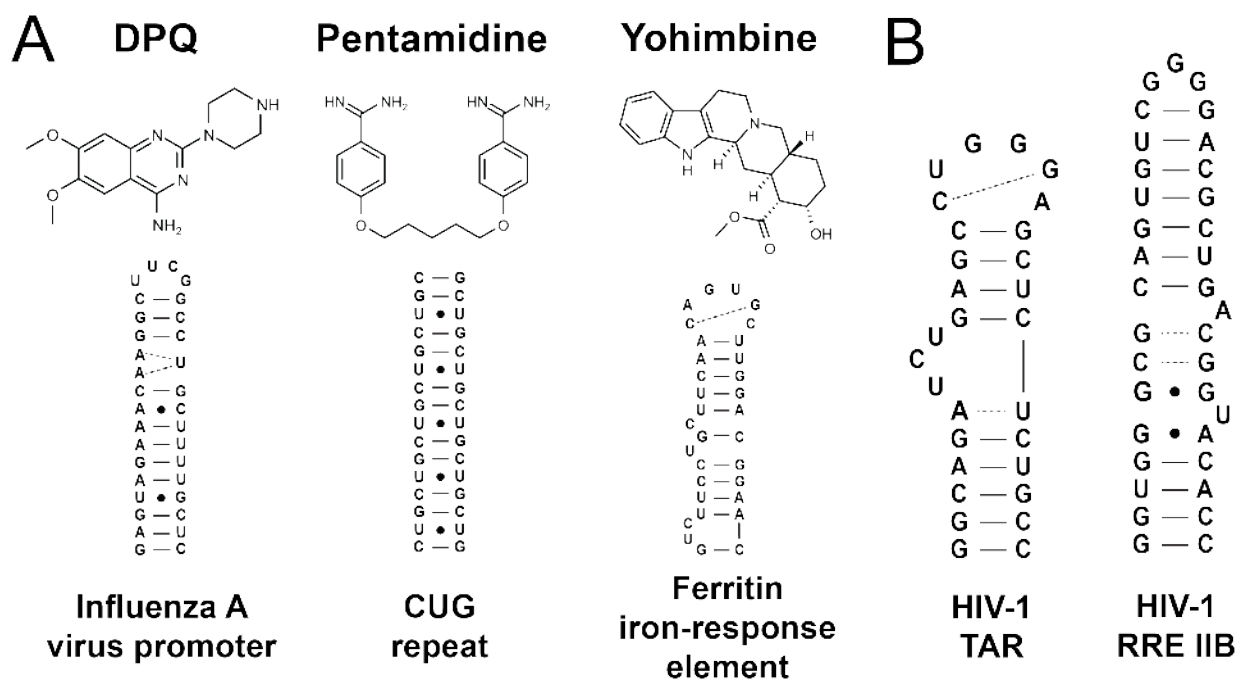 A
DPQ
Pentamidine
Yohimbine
B
NH
N
N
N
O
O
NH₂
HN
NH₂
HN
NH₂
O
O
N
H
N
H
H
H
O
O
OH
U C
U G
C G
G C
G C
A
U
A
C G
A C
A U
A U
G U
A U
U G
G C
A U
G C
Influenza A
virus promoter
C G
G C
U U
C G
G C
U U
C G
G C
U U
C G
G C
U U
C G
G C
U U
C G
CUG
repeat
G U
A G
C C
A U
A U
C G
U G
U A
C
G C
U
C G
C G
U A
U A
C
U
G C
Ferritin
iron-response
element
G G
U G
C A
C G
G C
A U
G C
U
C
U
A U
G C
A U
C G
G C
G C
HIV-1
TAR
G
G G
C G
U A
G C
U G
G C
A U
C G
A
G C
C G
G G
U
G A
G C
U A
G C
G C
HIV-1
RRE IIB